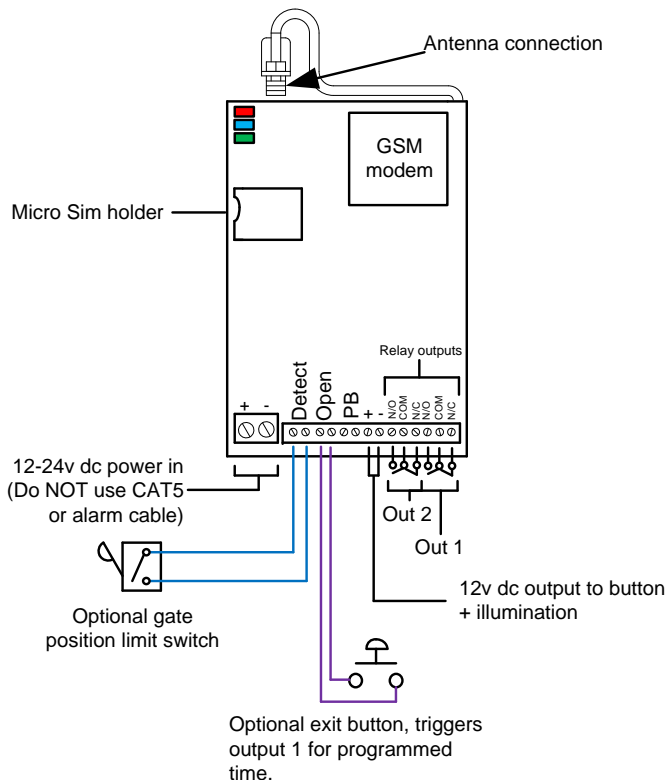 Antenna connection
GSM
modem
Micro Sim holder
Relay outputs
+ -
Detect
Open
PB
+ -
N/O
COM
N/C
N/O
COM
N/C
12-24v dc power in
(Do NOT use CAT5
or alarm cable)
Out 2
Out 1
12v dc output to button
+ illumination
Optional gate
position limit switch
Optional exit button, triggers
output 1 for programmed
time.